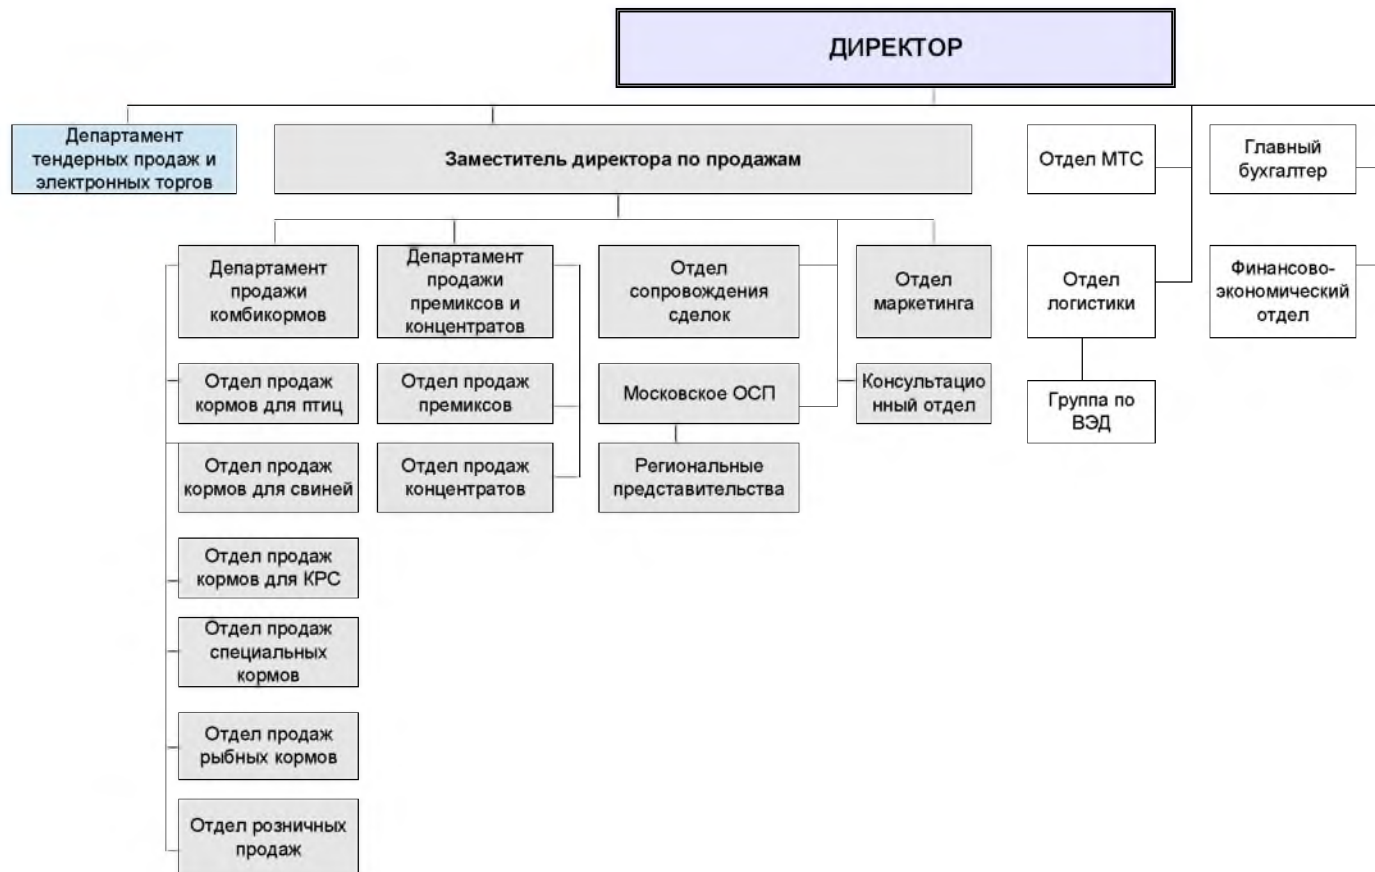 ДИРЕКТОР
Департамент
тендерных продаж и
электронных торгов
Заместитель директора по продажам
Отдел МТС
Главный
бухгалтер
Департамент
продажи
комбикормов
Департамент
продажи
премиксов и
концентратов
Отдел
сопровождения
сделок
Отдел
маркетинга
Отдел
логистики
Финансово-
экономический
отдел
Отдел продаж
кормов для птиц
Отдел продаж
премиксов
Московское ОСП
Консультацио
нный отдел
Группа по
ВЭД
Отдел продаж
кормов для свиней
Отдел продаж
концентратов
Региональные
представительства
Отдел продаж
кормов для КРС
Отдел продаж
специальных
кормов
Отдел продаж
рыбных кормов
Отдел розничных
продаж